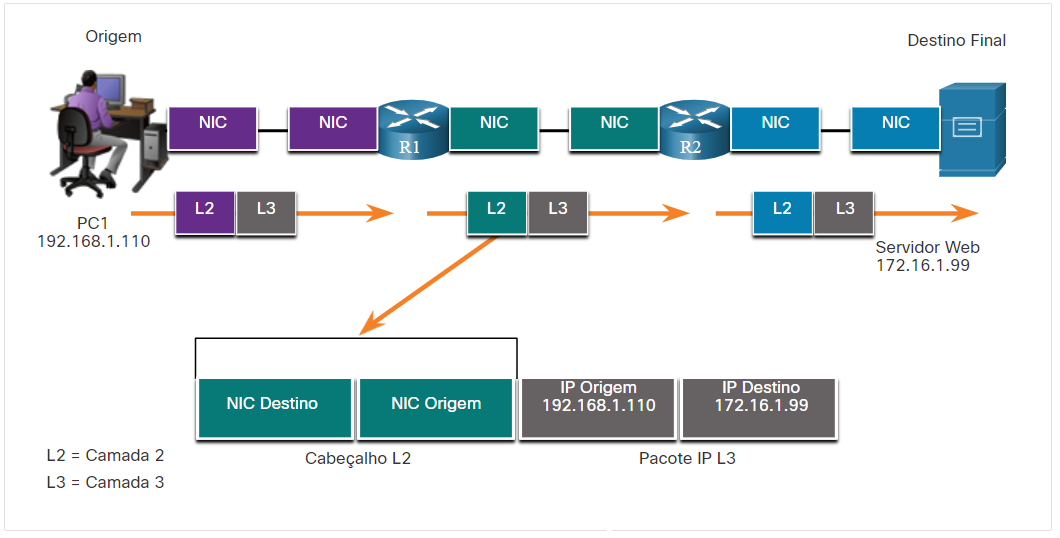 Origem
Destino Final
NIC
NIC
R1
NIC
NIC
R2
NIC
NIC
L2
L3
L2
L3
L2
L3
PC1
192.168.1.110
Servidor Web
172.16.1.99
NIC Destino
NIC Origem
IP Origem
192.168.1.110
IP Destino
172.16.1.99
L2 = Camada 2
Cabeçalho L2
Pacote IP L3
L3 = Camada 3